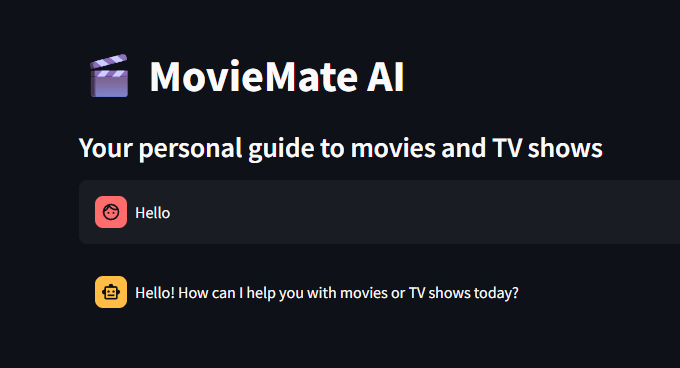 MovieMate AI
Your personal guide to movies and TV shows
Hello
Hello! How can I help you with movies or TV shows today?